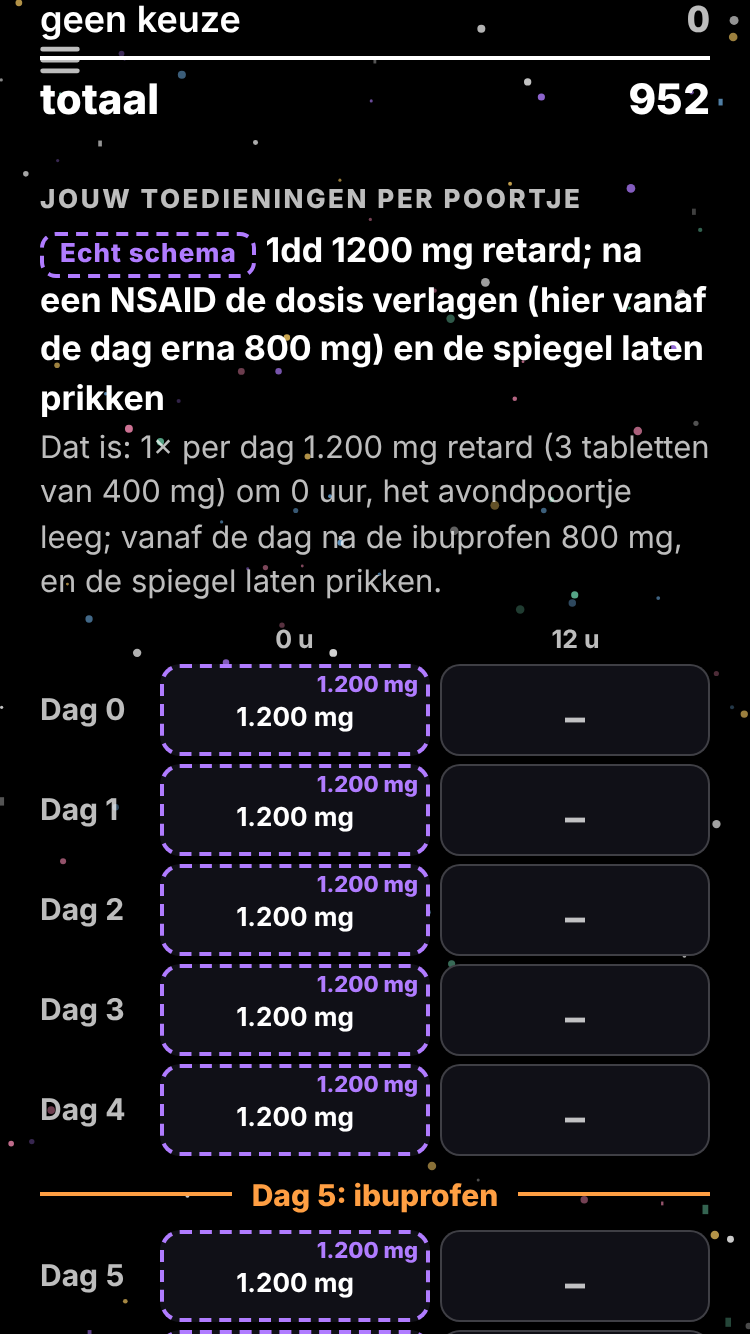 geen keuze 0
totaal 952
JOUW TOEDIENINGEN PER POORTJE
Echt schema 1dd 1200 mg retard; na
een NSAID de dosis verlagen (hier vanaf
de dag erna 800 mg) en de spiegel laten
prikken
Dat is: 1× per dag 1.200 mg retard (3 tabletten
van 400 mg) om 0 uur, het avondpoortje
leeg; vanaf de dag na de ibuprofen 800 mg,
en de spiegel laten prikken.
0 u 12 u
1.200 mg
Dag 0 1.200 mg –
1.200 mg
Dag 1 1.200 mg –
1.200 mg
Dag 2 1.200 mg –
1.200 mg
Dag 3 1.200 mg –
1.200 mg
Dag 4 1.200 mg –
Dag 5: ibuprofen
1.200 mg
Dag 5 1.200 mg –